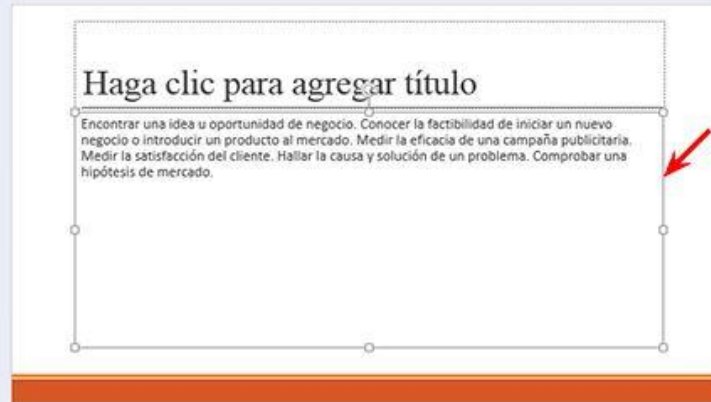 Haga clic para agregar título
Encontrar una idea u oportunidad de negocio. Conocer la factibilidad de iniciar un nuevo
negocio o introducir un producto al mercado. Medir la eficacia de una campaña publicitaria.
Medir la satisfacción del cliente. Hallar la causa y solución de un problema. Comprobar una
hipótesis de mercado.